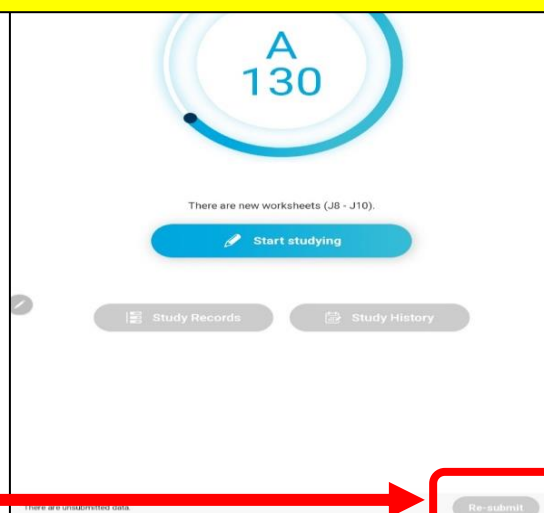 A
130
There are new worksheets (J8 - J10).
Start studying
Study Records
Study History
There are unsubmitted data.
Re-submit